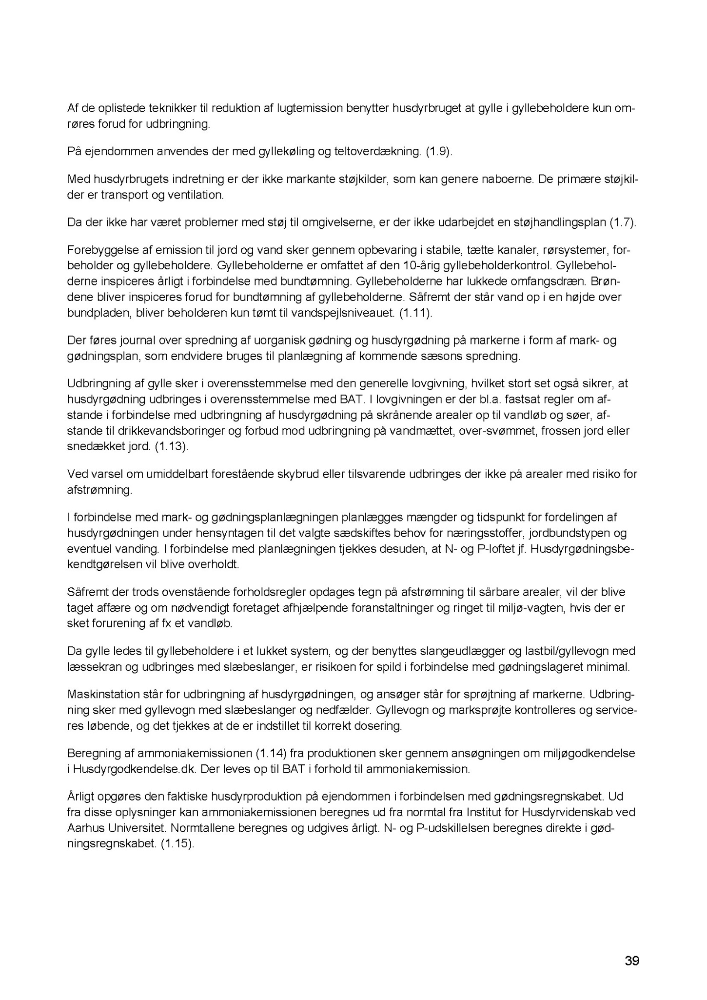 Af de oplistede teknikker til reduktion af lugtemission benytter husdyrbruget at gylle i gyllebeholdere kun om-
røres forud for udbringning.
På ejendommen anvendes der med gyllekøling og teltoverdækning. (1.9).
Med husdyrbrugets indretning er der ikke markante støjkilder, som kan genere naboerne. De primære støjkil-
der er transport og ventilation.
Da der ikke har været problemer med støj til omgivelserne, er der ikke udarbejdet en støjhandlingsplan (1.7).
Forebyggelse af emission til jord og vand sker gennem opbevaring i stabile, tætte kanaler, rørsystemer, for-
beholder og gyllebeholdere. Gyllebeholderne er omfattet af den 10-årig gyllebeholderkontrol. Gyllebehol-
derne inspiceres årligt i forbindelse med bundtømning. Gyllebeholderne har lukkede omfangsdræn. Brøn-
dene bliver inspiceres forud for bundtømning af gyllebeholderne. Såfremt der står vand op i en højde over
bundpladen, bliver beholderen kun tømt til vandspejlsniveauet. (1.11).
Der føres journal over spredning af uorganisk gødning og husdyrgødning på markerne i form af mark- og
gødningsplan, som endvidere bruges til planlægning af kommende sæsons spredning.
Udbringning af gylle sker i overensstemmelse med den generelle lovgivning, hvilket stort set også sikrer, at
husdyrgødning udbringes i overensstemmelse med BAT. I lovgivningen er der bl.a. fastsat regler om af-
stande i forbindelse med udbringning af husdyrgødning på skrånende arealer op til vandløb og søer, af-
stande til drikkevandsboringer og forbud mod udbringning på vandmættet, over-svømmet, frossen jord eller
snedækket jord. (1.13).
Ved varsel om umiddelbart forestående skybrud eller tilsvarende udbringes der ikke på arealer med risiko for
afstrømning.
I forbindelse med mark- og gødningsplanlægningen planlægges mængder og tidspunkt for fordelingen af
husdyrgødningen under hensyntagen til det valgte sædskiftes behov for næringsstoffer, jordbundstypen og
eventuel vanding. I forbindelse med planlægningen tjekkes desuden, at N- og P-loftet jf. Husdyrgødningsbe-
kendtgørelsen vil blive overholdt.
Såfremt der trods ovenstående forholdsregler opdages tegn på afstrømning til sårbare arealer, vil der blive
taget affære og om nødvendigt foretaget afhjælpende foranstaltninger og ringet til miljø-vagten, hvis der er
sket forurening af fx et vandløb.
Da gylle ledes til gyllebeholdere i et lukket system, og der benyttes slangeudlægger og lastbil/gyllevogn med
læssekran og udbringes med slæbeslanger, er risikoen for spild i forbindelse med gødningslageret minimal.
Maskinstation står for udbringning af husdyrgødningen, og ansøger står for sprøjtning af markerne. Udbring-
ning sker med gyllevogn med slæbeslanger og nedfælder. Gyllevogn og marksprøjte kontrolleres og service-
res løbende, og det tjekkes at de er indstillet til korrekt dosering.
Beregning af ammoniakemissionen (1.14) fra produktionen sker gennem ansøgningen om miljøgodkendelse
i Husdyrgodkendelse.dk. Der leves op til BAT i forhold til ammoniakemission.
Årligt opgøres den faktiske husdyrproduktion på ejendommen i forbindelsen med gødningsregnskabet. Ud
fra disse oplysninger kan ammoniakemissionen beregnes ud fra normtal fra Institut for Husdyrvidenskab ved
Aarhus Universitet. Normtallene beregnes og udgives årligt. N- og P-udskillelsen beregnes direkte i gød-
ningsregnskabet. (1.15).
39